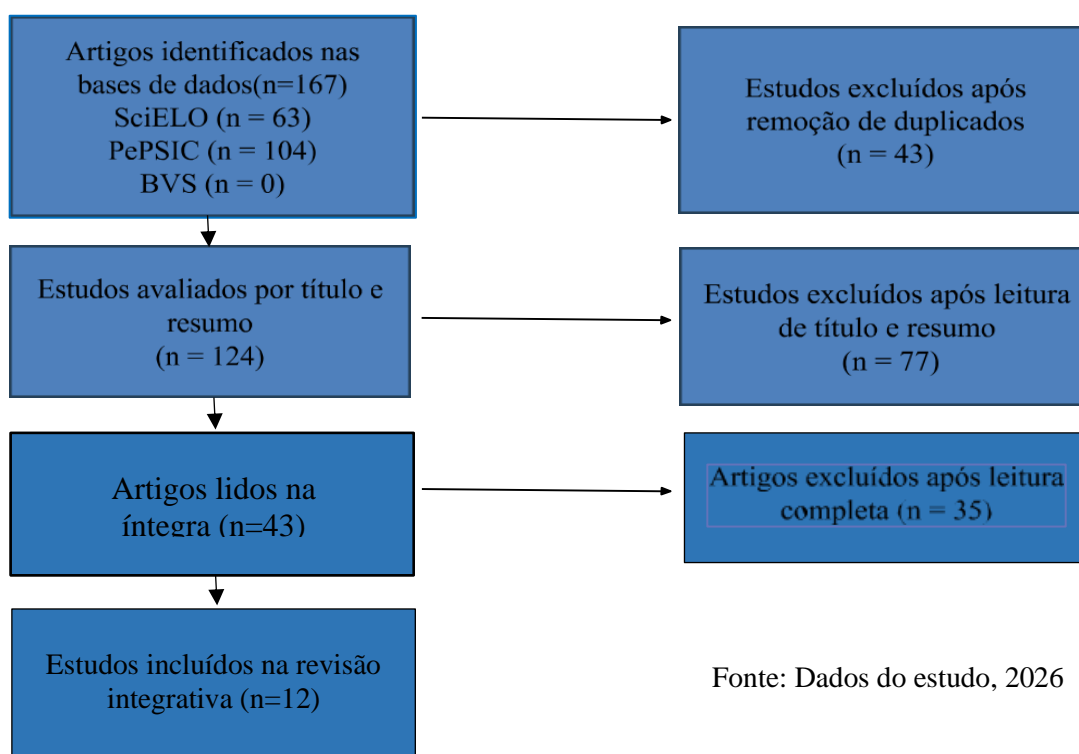 Artigos identificados nas
bases de dados(n=167)
SciELO (n = 63)
PePSIC (n = 104)
BVS (n = 0)
Estudos excluídos após
remoção de duplicados
(n = 43)
Estudos avaliados por título e
resumo
(n = 124)
Estudos excluídos após leitura
de título e resumo
(n = 77)
Artigos lidos na
íntegra (n=43)
Artigos excluídos após leitura
completa (n = 35)
Estudos incluídos na revisão
integrativa (n=12)
Fonte: Dados do estudo, 2026